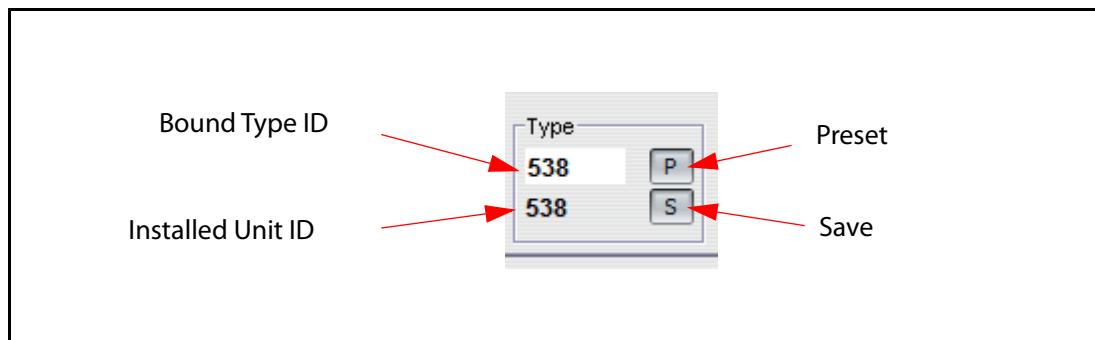 Bound Type ID
Installed Unit ID
Type
538
P
538
S
Preset
Save